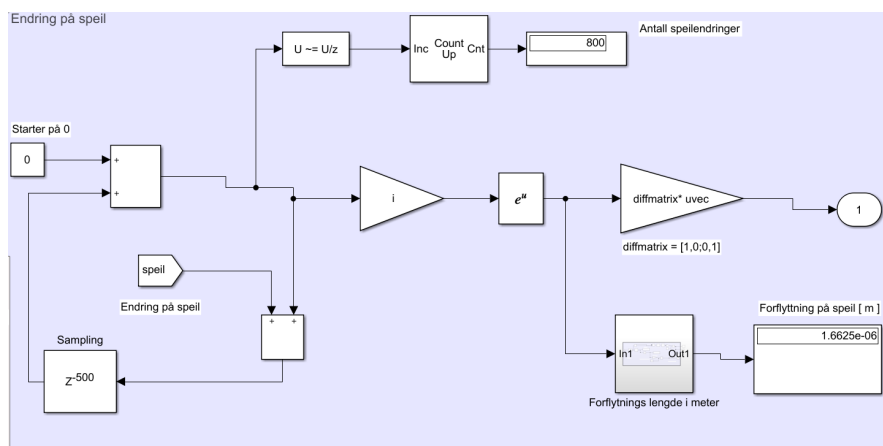 Endring på speil
U ~= U/z
Inc Count Up Cnt
800
Antall speilendringer
Starter på 0
0
+
+
i
e^u
diffmatrix* uvec
1
diffmatrix = [1,0;0,1]
speil
Endring på speil
+ +
Sampling
Z-500
In1 Out1
Forflytnings lengde i meter
Forflyttning på speil [ m ]
1.6625e-06